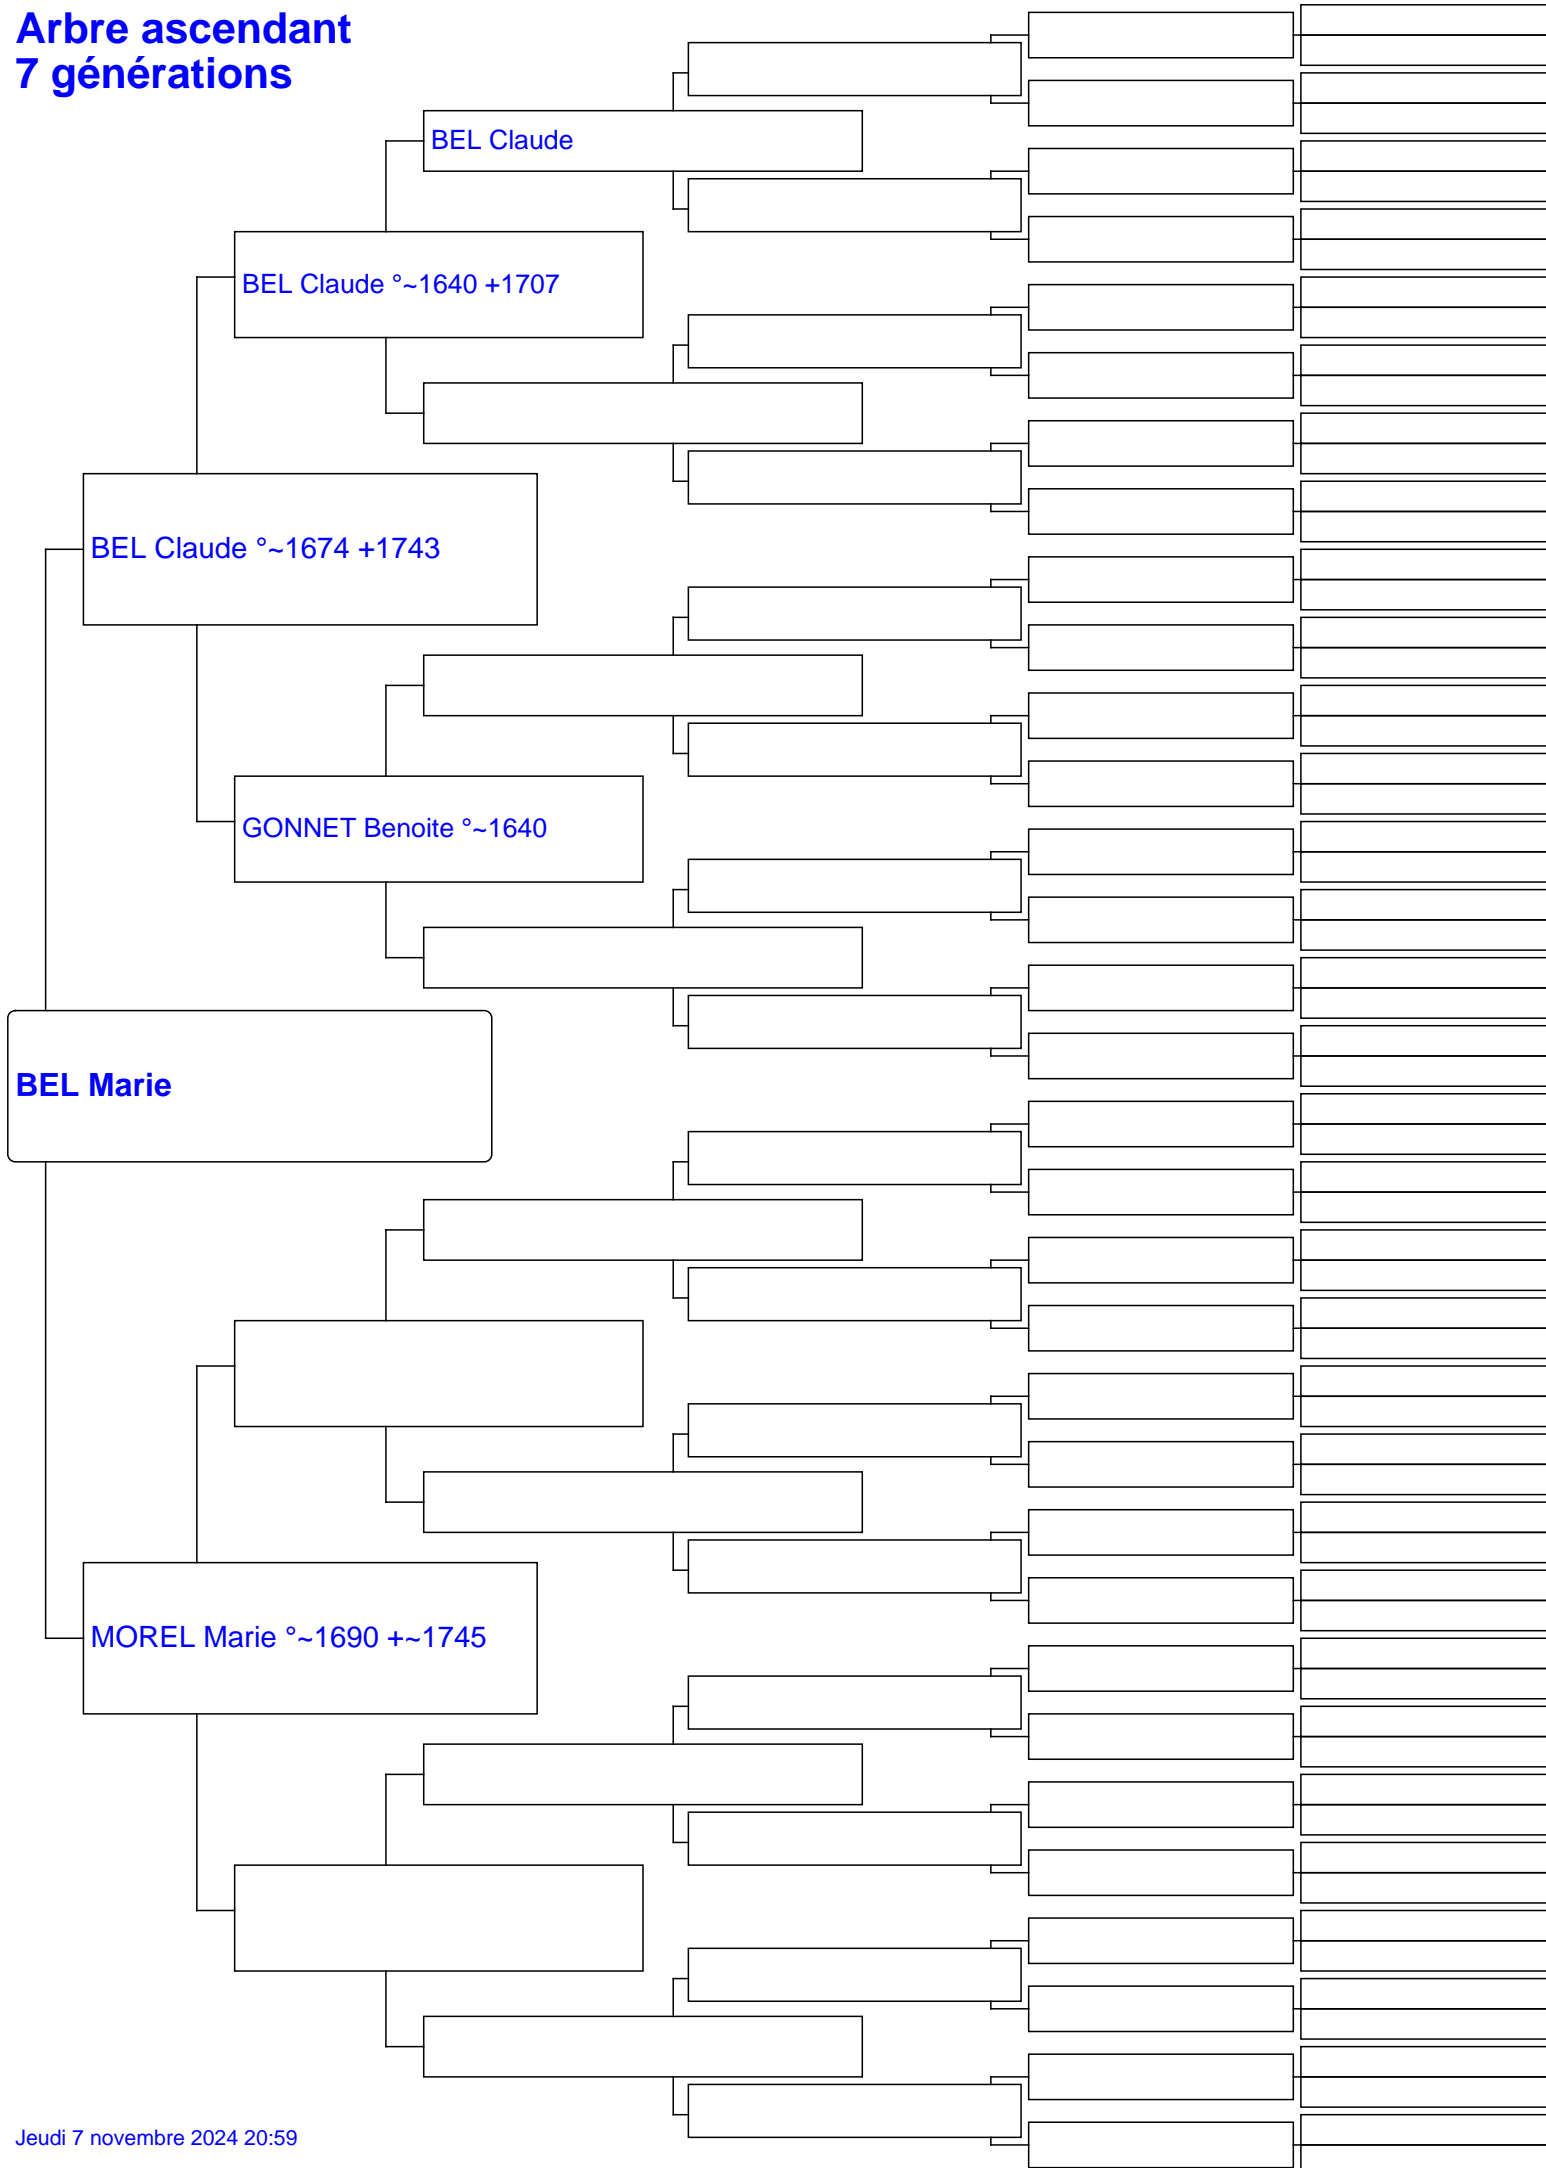 Arbre ascendant
7 générations
BEL Claude
BEL Claude °~1640 +1707
BEL Claude °~1674 +1743
GONNET Benoite °~1640
BEL Marie
MOREL Marie °~1690 +~1745
Jeudi 7 novembre 2024 20:59